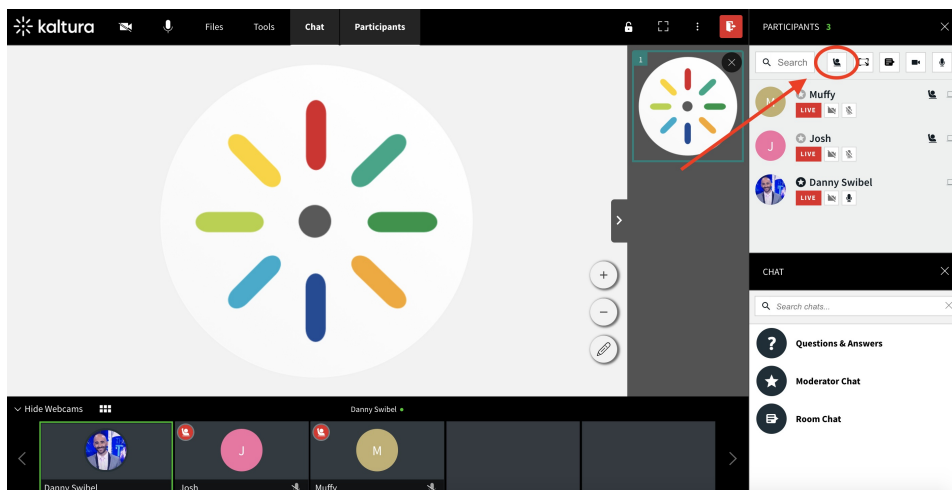 kaltura
Files
Tools
Chat
Participants
PARTICIPANTS 3
1
Search
M
Muffy
LIVE
J
Josh
LIVE
Danny Swibel
LIVE
CHAT
Search chats...
?
Questions & Answers
Moderator Chat
Room Chat
Hide Webcams
Danny Swibel
J
M
Danny Swibel
Josh
Muffy